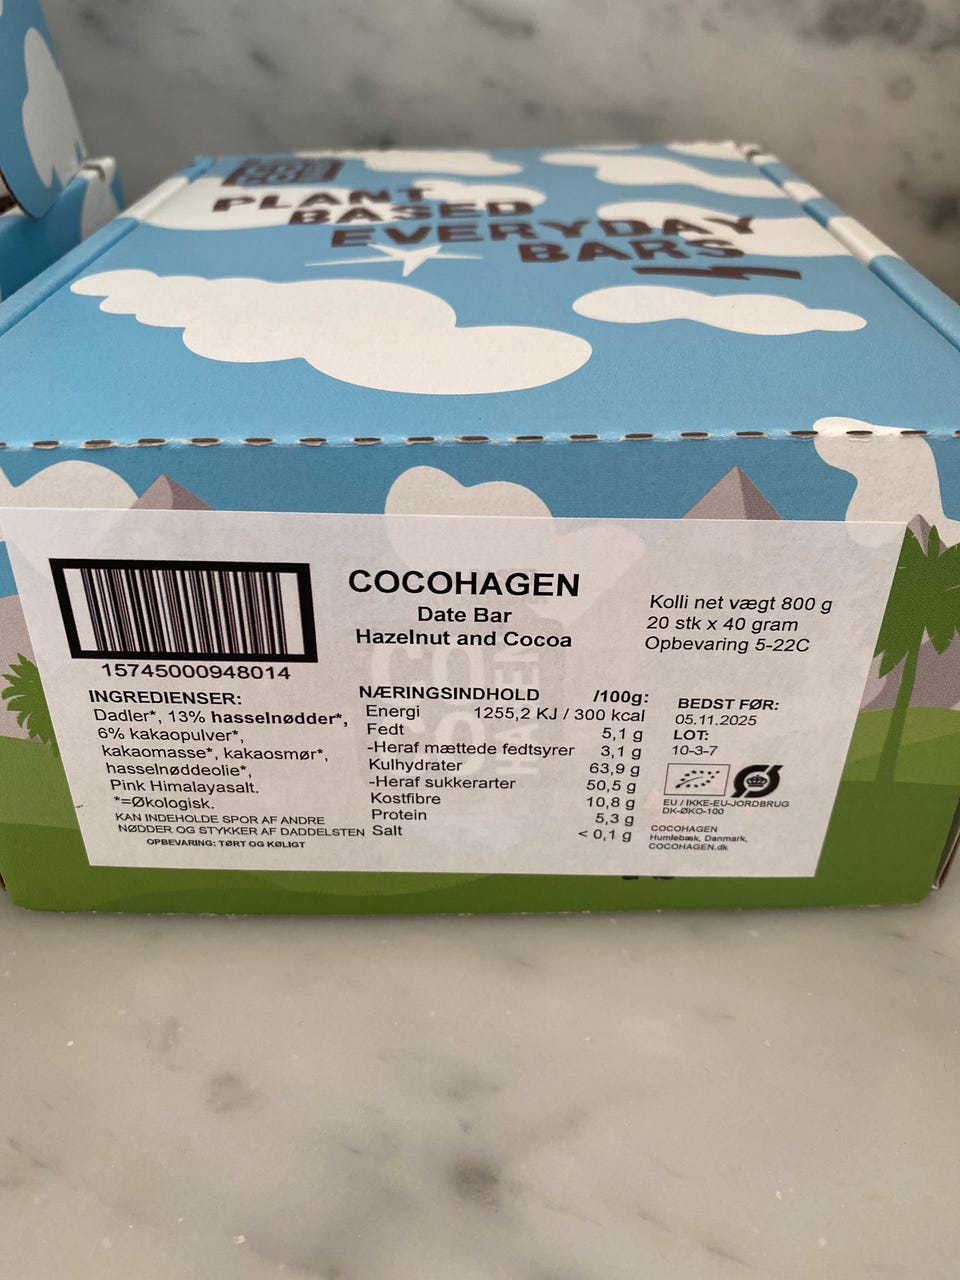 PLANT
BASED
EVERYDAY
BARS
COCOHAGEN
Date Bar
Hazelnut and Cocoa
Kolli net vægt 800 g
20 stk x 40 gram
Opbevaring 5-22C
15745000948014
INGREDIENSER:
Dadler*, 13% hasselnødder*,
6% kakaopulver*,
kakaomasse*, kakaosmør*,
hasselnøddeolie*,
Pink Himalayasalt.
*=Økologisk.
KAN INDEHOLDE SPOR AF ANDRE
NØDDER OG STYKKER AF DADDELSTEN
OPBEVARING: TØRT OG KØLIGT
NÆRINGSINDHOLD /100g:
Energi 1255,2 KJ / 300 kcal
Fedt 5,1 g
-Heraf mættede fedtsyrer 3,1 g
Kulhydrater 63,9 g
-Heraf sukkerarter 50,5 g
Kostfibre 10,8 g
Protein 5,3 g
Salt < 0,1 g
BEDST FØR:
05.11.2025
LOT:
10-3-7
EU / IKKE-EU-JORDBRUG
DK-ØKO-100
COCOHAGEN
Humlebæk, Danmark,
COCOHAGEN.dk